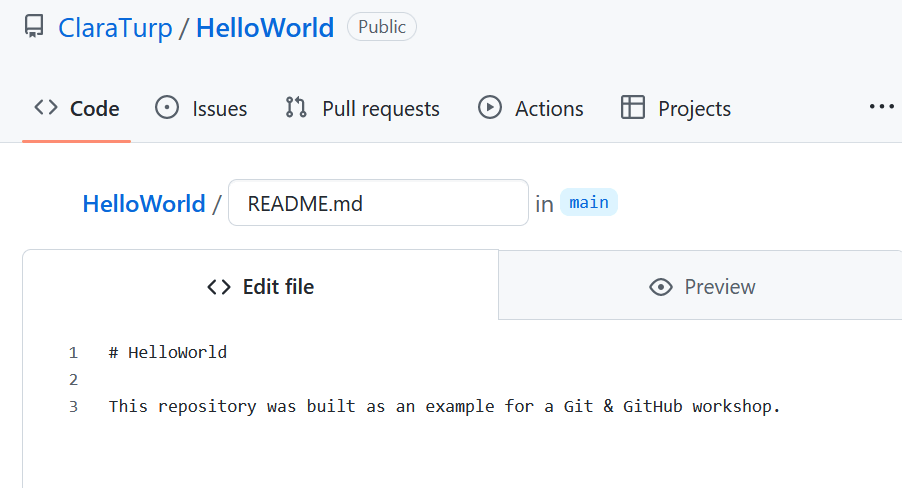 ClaraTurp / HelloWorld Public
Code Issues Pull requests Actions Projects ...
HelloWorld / README.md in main
<> Edit file Preview
1 # HelloWorld
2
3 This repository was built as an example for a Git & GitHub workshop.